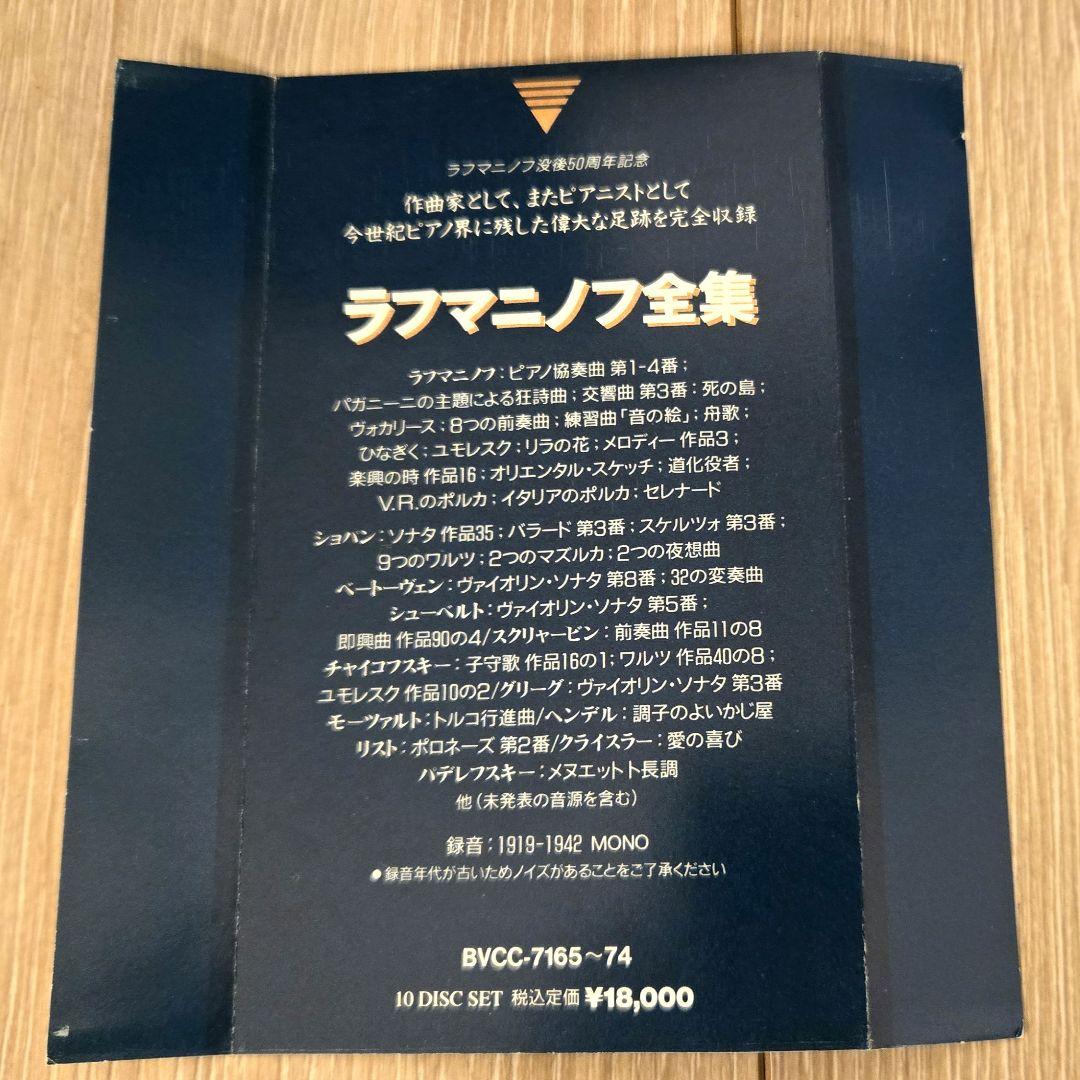 ラフマニノフ没後50周年記念
作曲家として、またピアニストとして
今世紀ピアノ界に残した偉大な足跡を完全収録
ラフマニノフ全集
ラフマニノフ：ピアノ協奏曲 第1-4番；
パガニーニの主題による狂詩曲；交響曲 第3番：死の島；
ヴォカリース；8つの前奏曲；練習曲「音の絵」；舟歌；
ひなぎく；ユモレスク；リラの花；メロディー 作品3；
楽興の時 作品16；オリエンタル・スケッチ；道化役者；
V.R.のポルカ；イタリアのポルカ；セレナード
ショパン：ソナタ 作品35；バラード 第3番；スケルツォ 第3番；
9つのワルツ；2つのマズルカ；2つの夜想曲
ベートーヴェン：ヴァイオリン・ソナタ 第8番；32の変奏曲
シューベルト：ヴァイオリン・ソナタ 第5番；
即興曲 作品90の4/スクリャービン：前奏曲 作品11の8
チャイコフスキー：子守歌 作品16の1；ワルツ 作品40の8；
ユモレスク 作品10の2/グリーグ：ヴァイオリン・ソナタ 第3番
モーツァルト：トルコ行進曲/ヘンデル：調子のよいかじ屋
リスト：ポロネーズ 第2番/クライスラー：愛の喜び
パデレフスキー：メヌエット ト長調
他（未発表の音源を含む）
録音：1919-1942 MONO
●録音年代が古いためノイズがあることをご了承ください
BVCC-7165～74
10 DISC SET 税込定価 ¥18,000